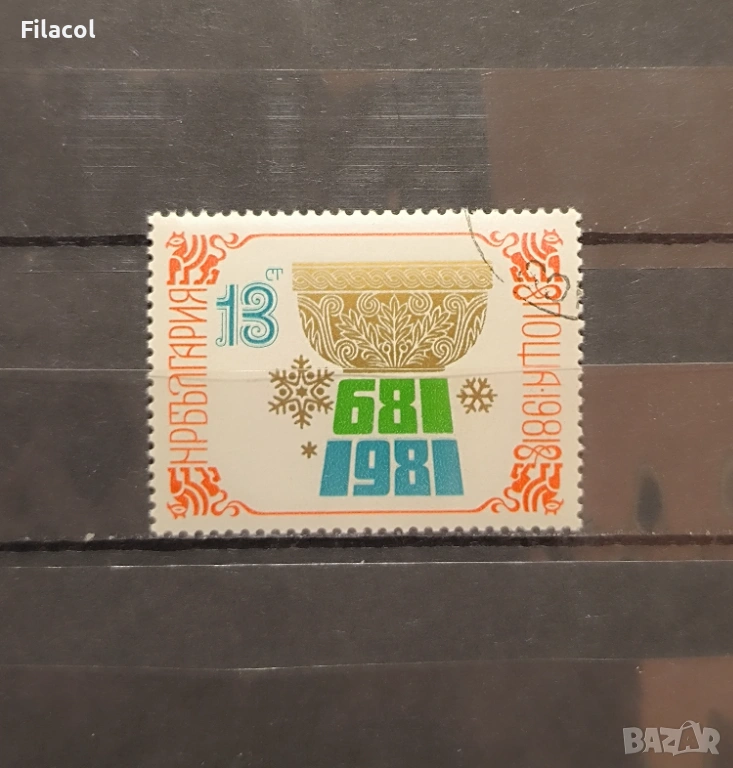 Filacol
НР БЪЛГАРИЯ
13 СТ
681
1981
ПОЩА·1981
BAZAR